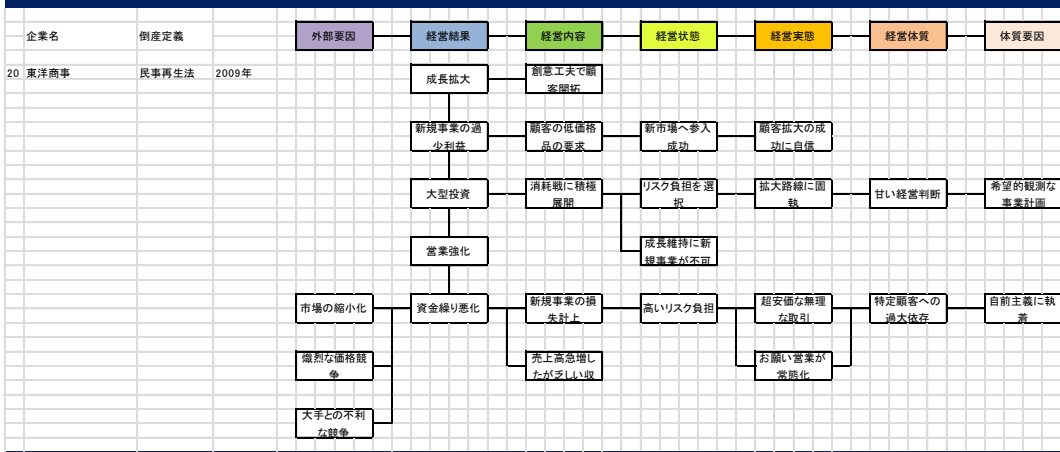 企業名 倒産定義 外部要因 経営結果 経営内容 経営状態 経営実態 経営体質 体質要因
20 東洋商事 民事再生法 2009年
成長拡大
創意工夫で顧
客開拓
新規事業の過
少利益
顧客の低価格
品の要求
新市場へ参入
成功
顧客拡大の成
功に自信
大型投資
消耗戦に積極
展開
リスク負担を選
択
拡大路線に固
執
甘い経営判断
希望的観測な
事業計画
営業強化
成長維持に新
規事業が不可
市場の縮小化
資金繰り悪化
新規事業の損
失計上
高いリスク負担
超安価な無理
な取引
特定顧客への
過大依存
自前主義に執
着
熾烈な価格競
争
売上高急増し
たが乏しい収
お願い営業が
常態化
大手との不利
な競争